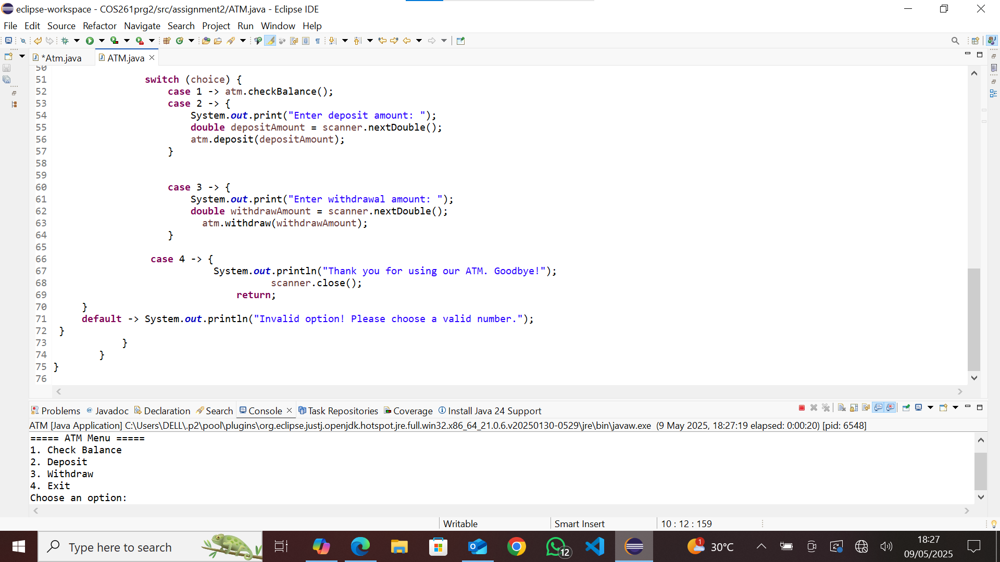 eclipse-workspace - COS261prg2/src/assignment2/ATM.java - Eclipse IDE
File Edit Source Refactor Navigate Search Project Run Window Help
*Atm.java ATM.java
50
51 switch (choice) {
52 case 1 -> atm.checkBalance();
53 case 2 -> {
54 System.out.print("Enter deposit amount: ");
55 double depositAmount = scanner.nextDouble();
56 atm.deposit(depositAmount);
57 }
58
59
60 case 3 -> {
61 System.out.print("Enter withdrawal amount: ");
62 double withdrawAmount = scanner.nextDouble();
63 atm.withdraw(withdrawAmount);
64 }
65
66 case 4 -> {
67 System.out.println("Thank you for using our ATM. Goodbye!");
68 scanner.close();
69 return;
70 }
71 default -> System.out.println("Invalid option! Please choose a valid number.");
72 }
73 }
74 }
75 }
76
Problems Javadoc Declaration Search Console Task Repositories Coverage Install Java 24 Support
ATM [Java Application] C:\Users\DELL\.p2\pool\plugins\org.eclipse.justj.openjdk.hotspot.jre.full.win32.x86_64_21.0.6.v20250130-0529\jre\bin\javaw.exe (9 May 2025, 18:27:19 elapsed: 0:00:20) [pid: 6548]
===== ATM Menu =====
1. Check Balance
2. Deposit
3. Withdraw
4. Exit
Choose an option:
Writable Smart Insert 10 : 12 : 159
Type here to search 12 1 30°C 18:27
09/05/2025